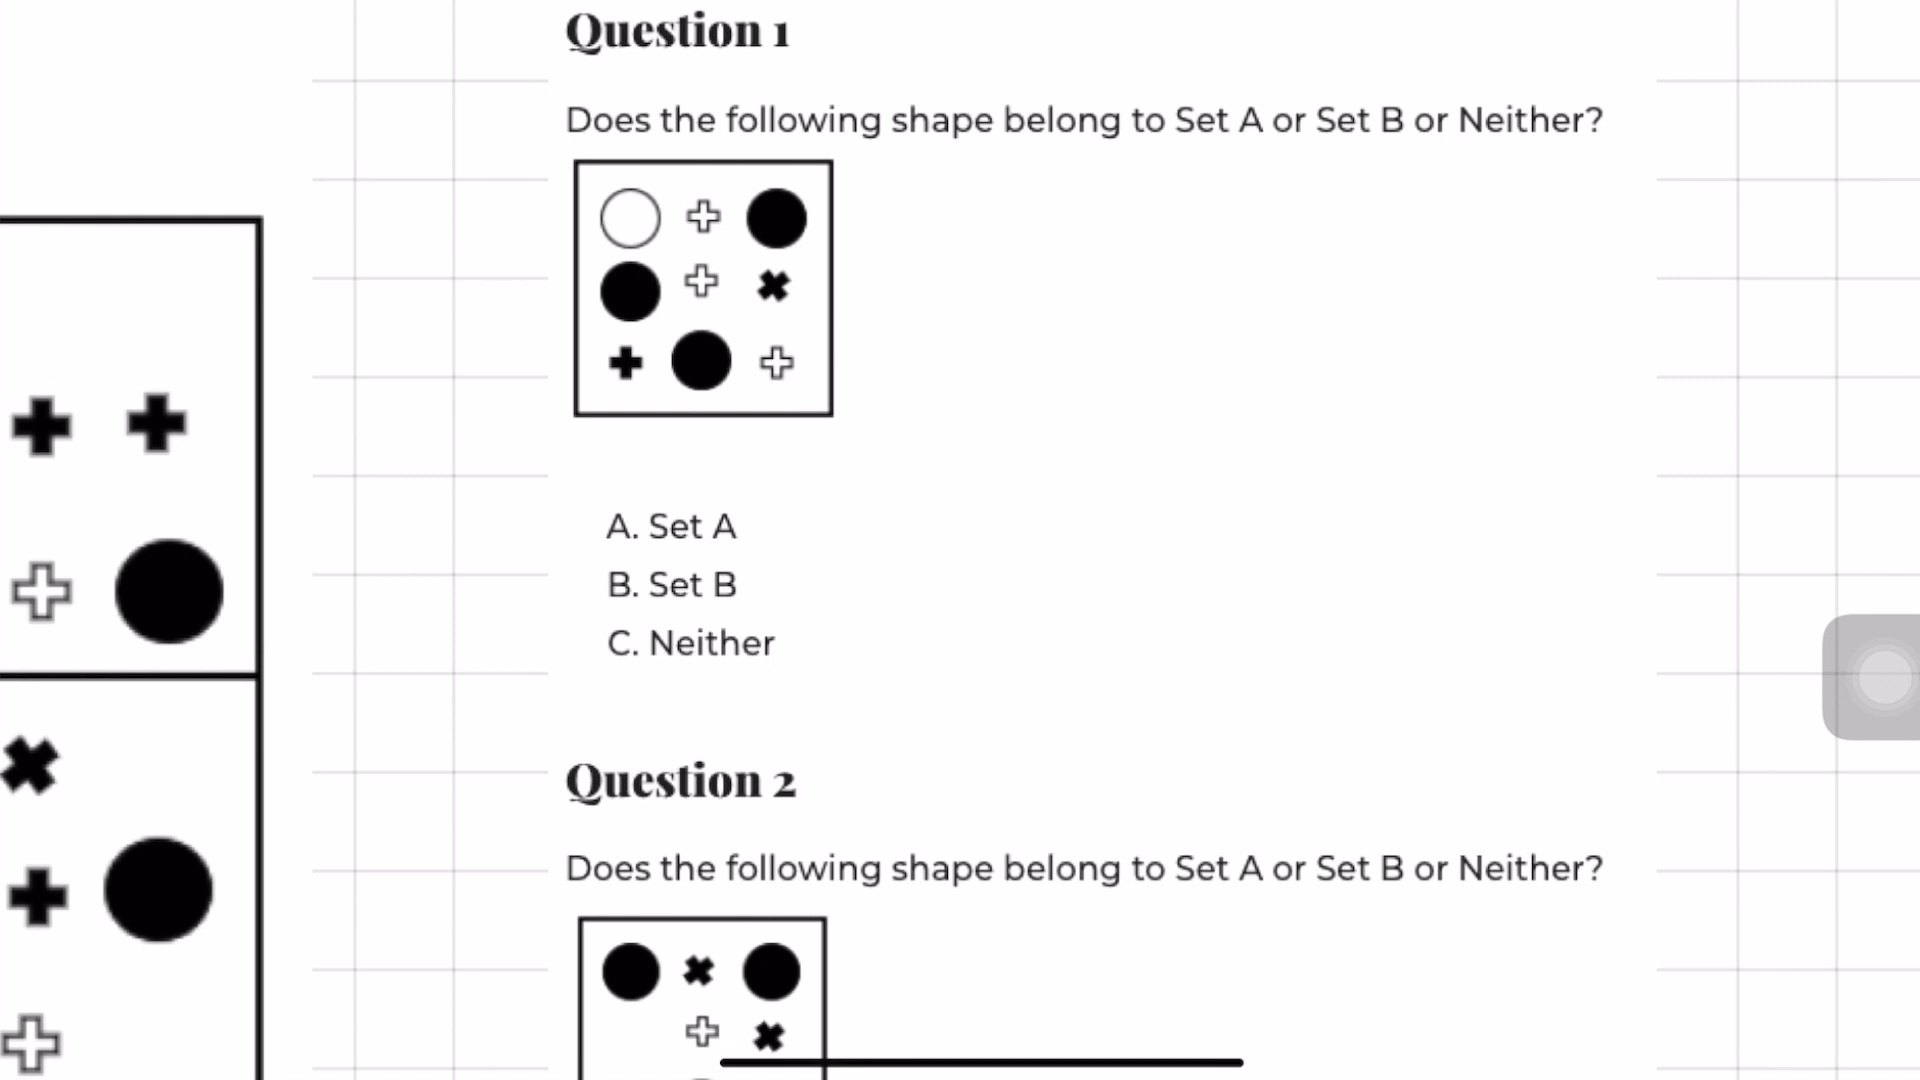 Question 1
Does the following shape belong to Set A or Set B or Neither?
A. Set A
B. Set B
C. Neither
Question 2
Does the following shape belong to Set A or Set B or Neither?